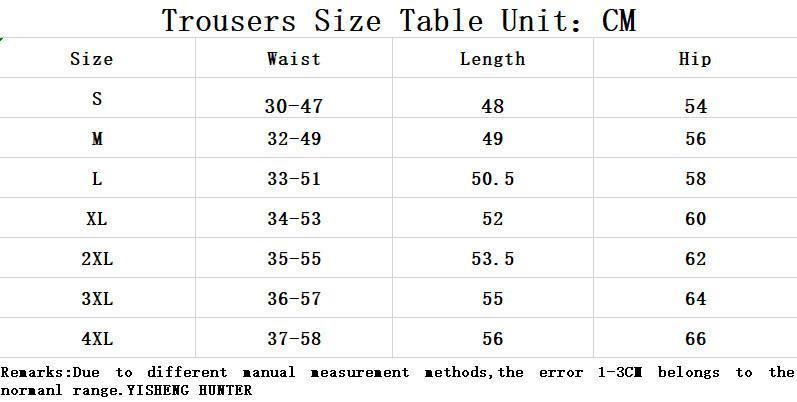 Trousers Size Table Unit：CM
Size Waist Length Hip
S 30-47 48 54
M 32-49 49 56
L 33-51 50.5 58
XL 34-53 52 60
2XL 35-55 53.5 62
3XL 36-57 55 64
4XL 37-58 56 66
Remarks:Due to different manual measurement methods,the error 1-3CM belongs to the
normanl range.YISHENG HUNTER